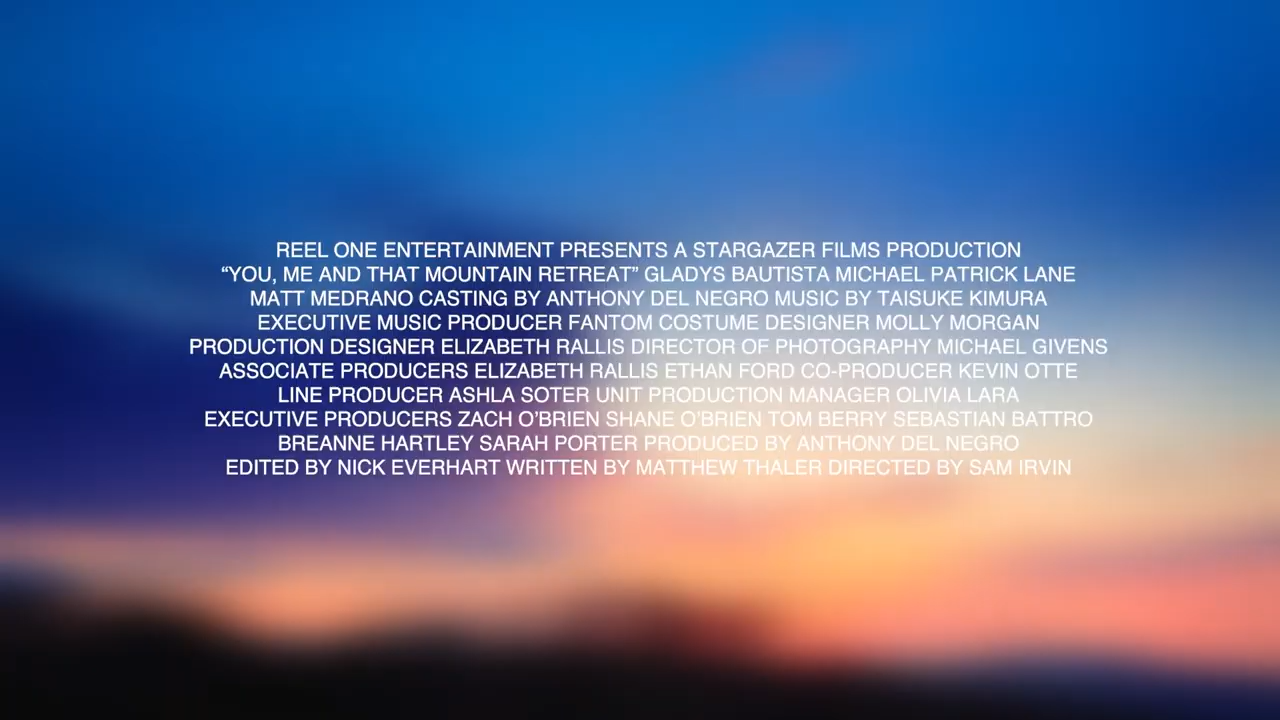 REEL ONE ENTERTAINMENT PRESENTS A STARGAZER FILMS PRODUCTION
“YOU, ME AND THAT MOUNTAIN RETREAT” GLADYS BAUTISTA MICHAEL PATRICK LANE
MATT MEDRANO CASTING BY ANTHONY DEL NEGRO MUSIC BY TAISUKE KIMURA
EXECUTIVE MUSIC PRODUCER FANTOM COSTUME DESIGNER MOLLY MORGAN
PRODUCTION DESIGNER ELIZABETH RALLIS DIRECTOR OF PHOTOGRAPHY MICHAEL GIVENS
ASSOCIATE PRODUCERS ELIZABETH RALLIS ETHAN FORD CO-PRODUCER KEVIN OTTE
LINE PRODUCER ASHLA SOTER UNIT PRODUCTION MANAGER OLIVIA LARA
EXECUTIVE PRODUCERS ZACH O’BRIEN SHANE O’BRIEN TOM BERRY SEBASTIAN BATTRO
BREANNE HARTLEY SARAH PORTER PRODUCED BY ANTHONY DEL NEGRO
EDITED BY NICK EVERHART WRITTEN BY MATTHEW THALER DIRECTED BY SAM IRVIN